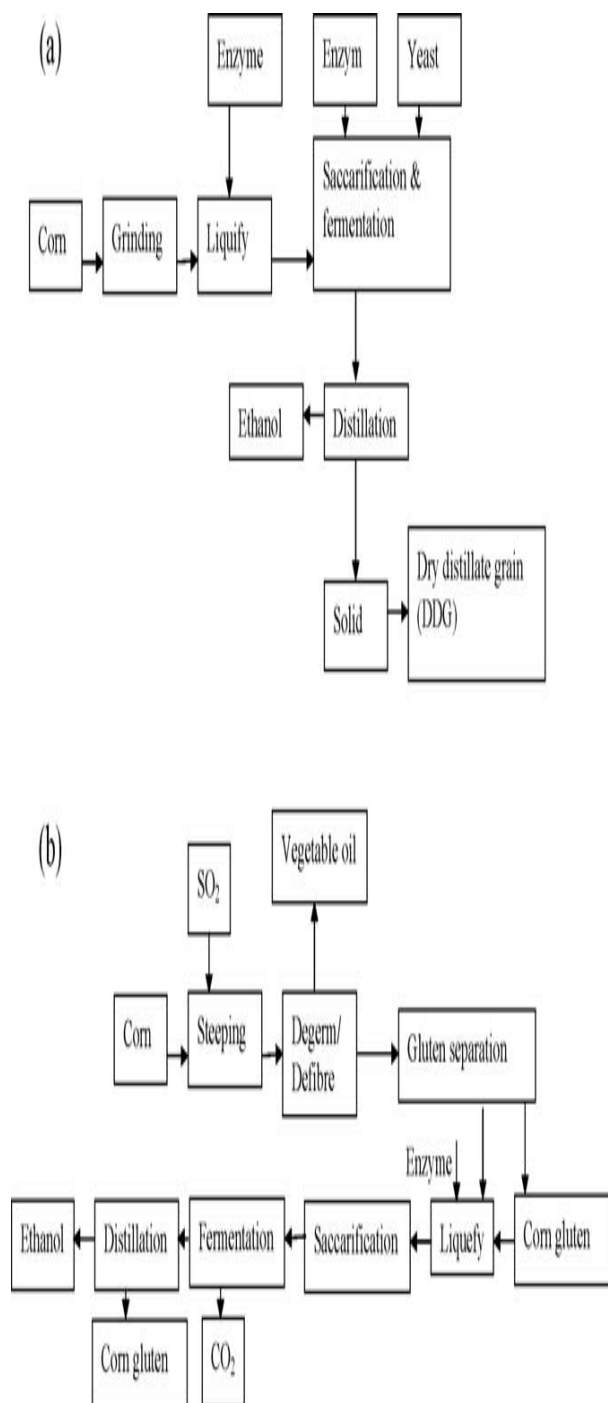 (a)
Enzyme
Enzym
Yeast
Saccarification &
fermentation
Corn
Grinding
Liquify
Ethanol
Distillation
Dry distillate grain
(DDG)
Solid
(b)
Vegetable oil
SO₂
Corn
Steeping
Degerm/
Defibre
Gluten separation
Enzyme
Ethanol
Distillation
Fermentation
Saccarification
Liquefy
Corn gluten
Corn gluten
CO₂